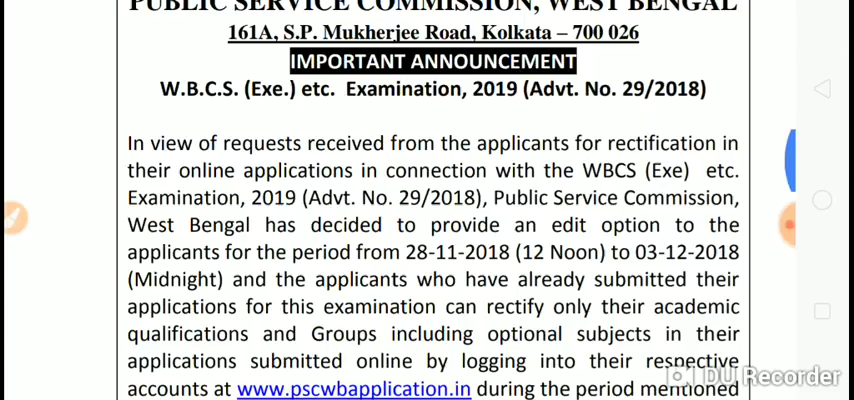 PUBLIC SERVICE COMMISSION, WEST BENGAL
161A, S.P. Mukherjee Road, Kolkata – 700 026
IMPORTANT ANNOUNCEMENT
W.B.C.S. (Exe.) etc. Examination, 2019 (Advt. No. 29/2018)
In view of requests received from the applicants for rectification in
their online applications in connection with the WBCS (Exe) etc.
Examination, 2019 (Advt. No. 29/2018), Public Service Commission,
West Bengal has decided to provide an edit option to the
applicants for the period from 28-11-2018 (12 Noon) to 03-12-2018
(Midnight) and the applicants who have already submitted their
applications for this examination can rectify only their academic
qualifications and Groups including optional subjects in their
applications submitted online by logging into their respective
accounts at www.pscwbapplication.in during the period mentioned
DU Recorder